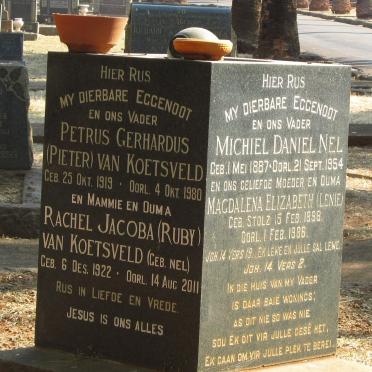 Hier Rus
my dierbare Eggenoot
en ons Vader
Petrus Gerhardus
(Pieter) van Koetsveld
Geb. 25 Okt. 1919 - Oorl. 4 Okt 1980
en Mammie en Ouma
Rachel Jacoba (Ruby)
van Koetsveld (geb. Nel)
Geb. 6 Des. 1922 - Oorl. 14 Aug 2011
Rus in Liefde en Vrede.
Jesus is ons alles
Hier Rus
my dierbare Eggenoot
en ons Vader
Michiel Daniel Nel
Geb. 1 Mei 1887 - Oorl. 21 Sept. 1954
en ons geliefde Moeder en Ouma
Magdalena Elizabeth (Lenie)
Geb. Stolz 15 Feb. 1898
Oorl. 1 Feb. 1986.
Joh. 14 vers 19. Ek lewe en julle sal lewe.
Joh. 14 vers 2.
In die huis van my Vader
is daar baie wonings;
as dit nie so was nie
sou Ek dit vir julle gesê het.
Ek gaan om vir julle plek te berei.